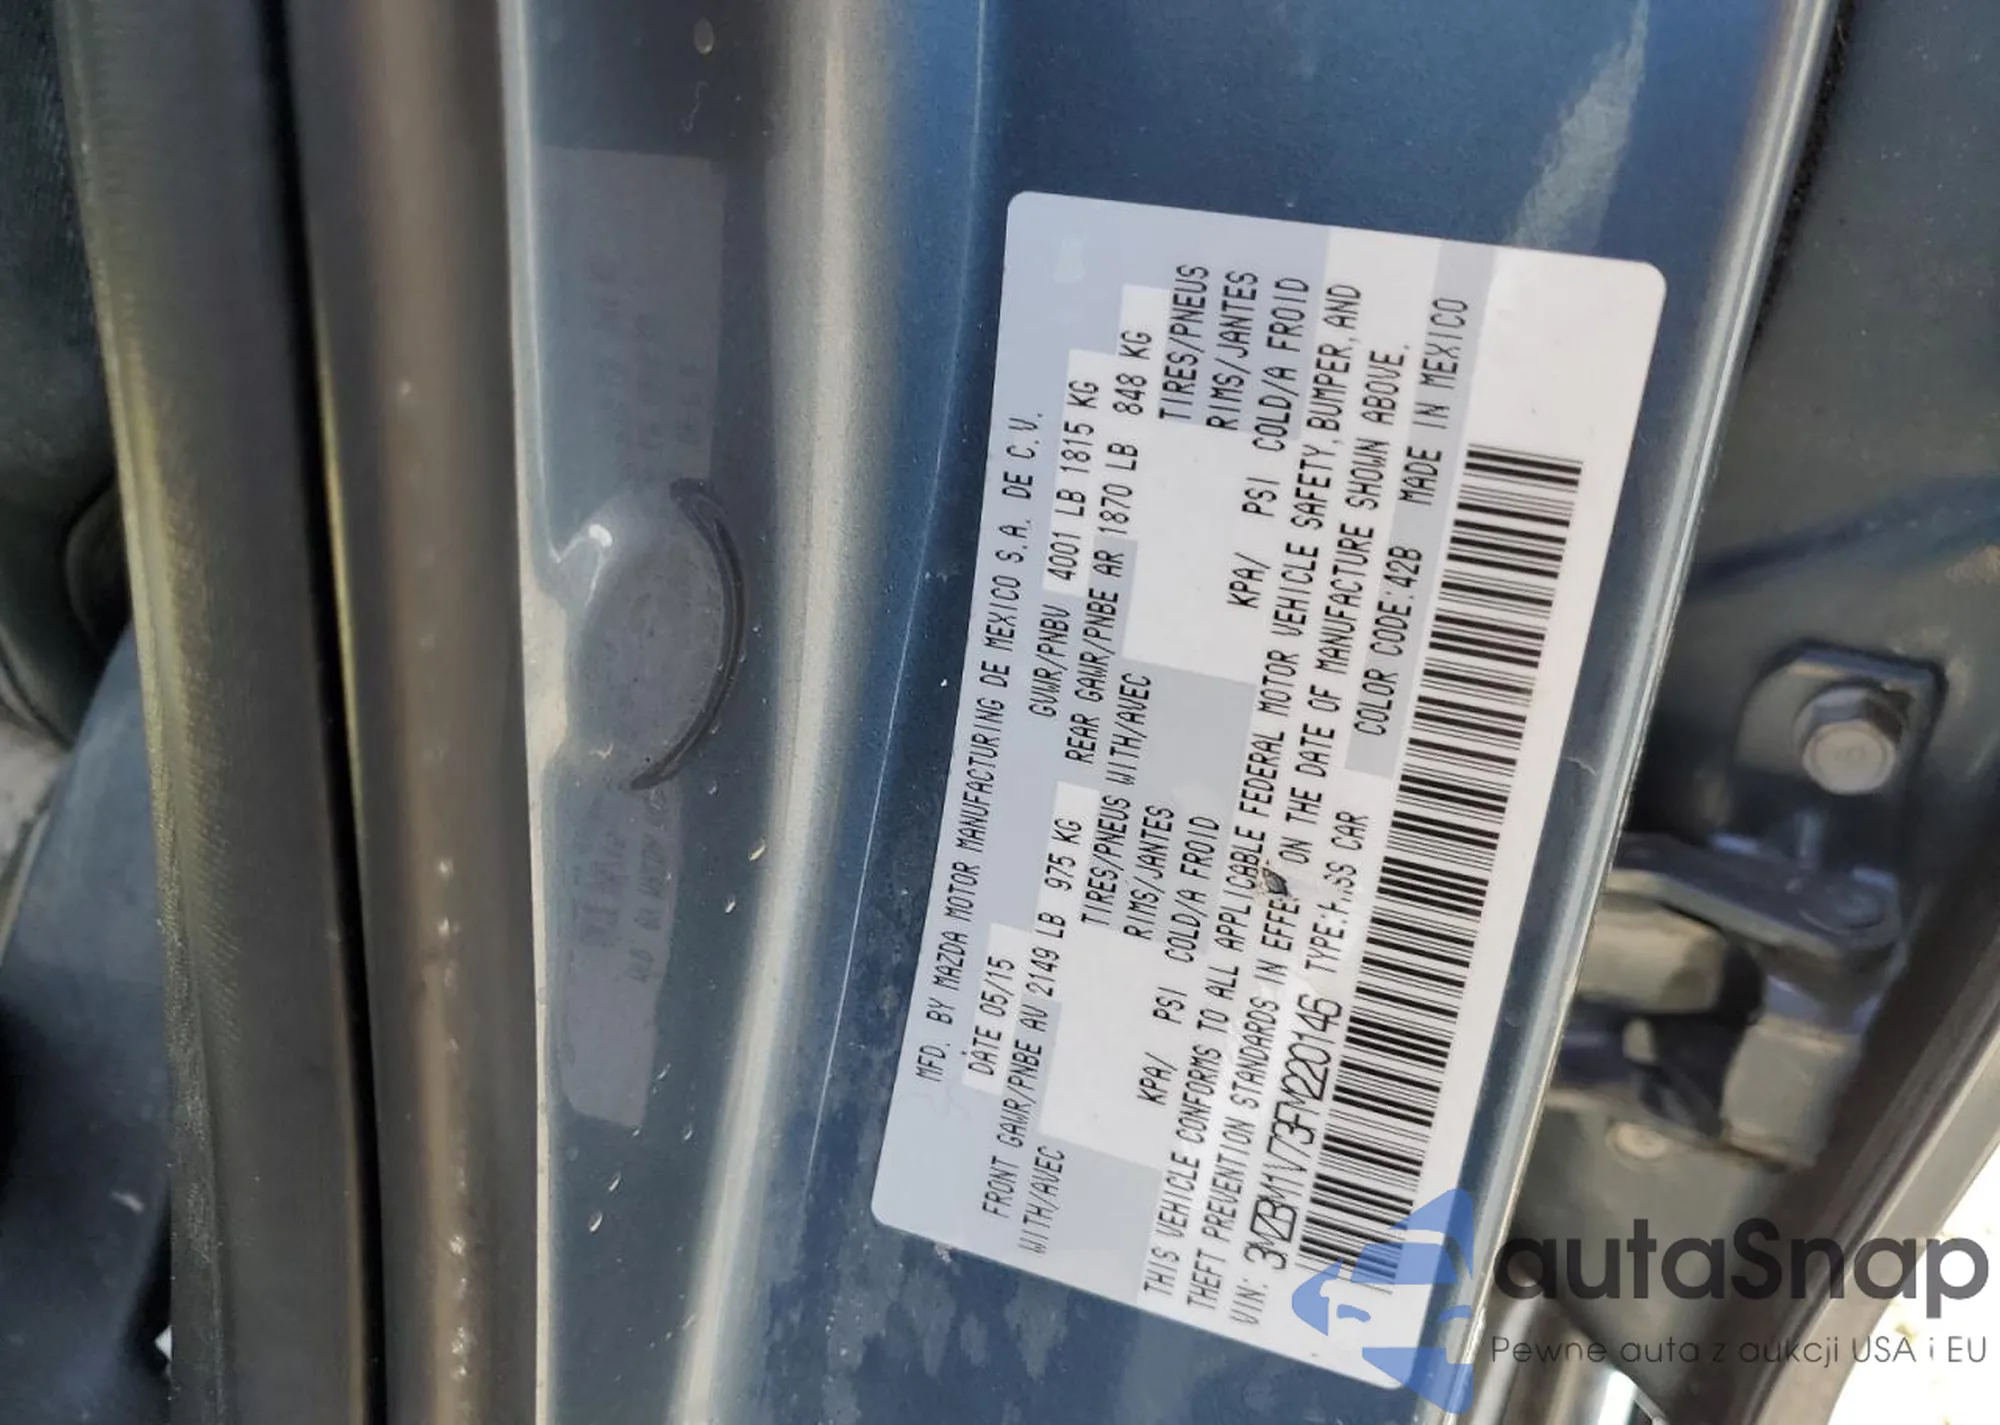 MFD. BY MAZDA MOTOR MANUFACTURING DE MEXICO S.A. DE C.V.
DATE 05/15 GVWR/PNBV 4001 LB 1815 KG
FRONT GAWR/PNBE AV 2149 LB 975 KG REAR GAWR/PNBE AR 1870 LB 848 KG
WITH/AVEC TIRES/PNEUS WITH/AVEC TIRES/PNEUS
RIMS/JANTES RIMS/JANTES
KPA/ PSI COLD/A FROID KPA/ PSI COLD/A FROID
THIS VEHICLE CONFORMS TO ALL APPLICABLE FEDERAL MOTOR VEHICLE SAFETY, BUMPER, AND
THEFT PREVENTION STANDARDS IN EFFE ON THE DATE OF MANUFACTURE SHOWN ABOVE.
VIN: 3MZBM1V73FM220146 TYPE: SS CAR COLOR CODE:42B MADE IN MEXICO
autaSnap
Pewne auta z aukcji USA i EU